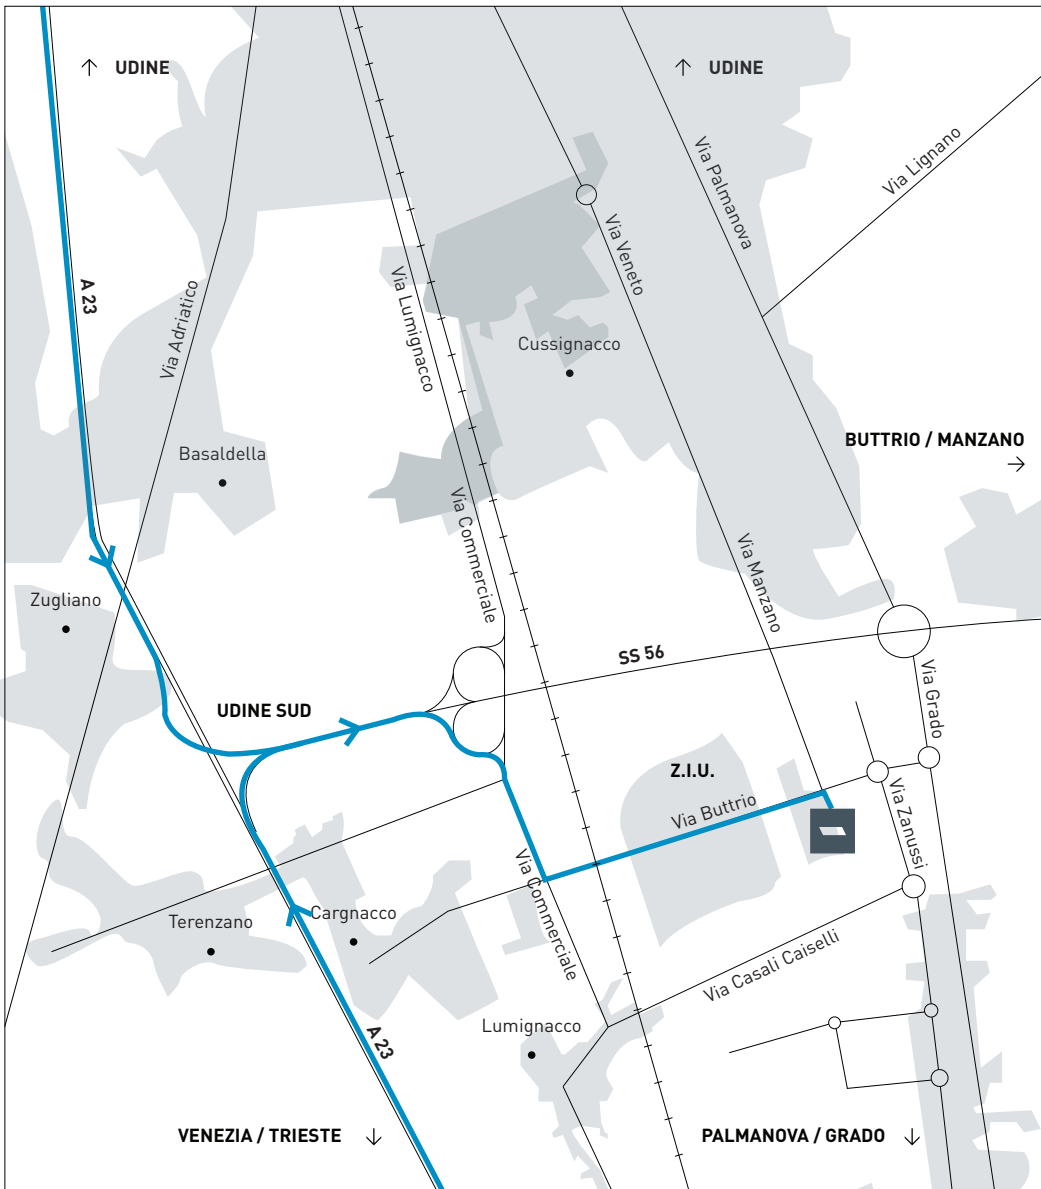 UDINE
UDINE
Via Lignano
Via Palmanova
Via Veneto
A 23
Via Adriatico
Via Lumignacco
Cussignacco
BUTTRIO / MANZANO
Basaldella
Via Commerciale
Via Manzano
Zugliano
SS 56
Via Grado
UDINE SUD
Z.I.U.
Via Buttrio
Via Zanussi
Via Commerciale
Cargnacco
Terenzano
Via Casali Caiselli
Lumignacco
A 23
VENEZIA / TRIESTE
PALMANOVA / GRADO